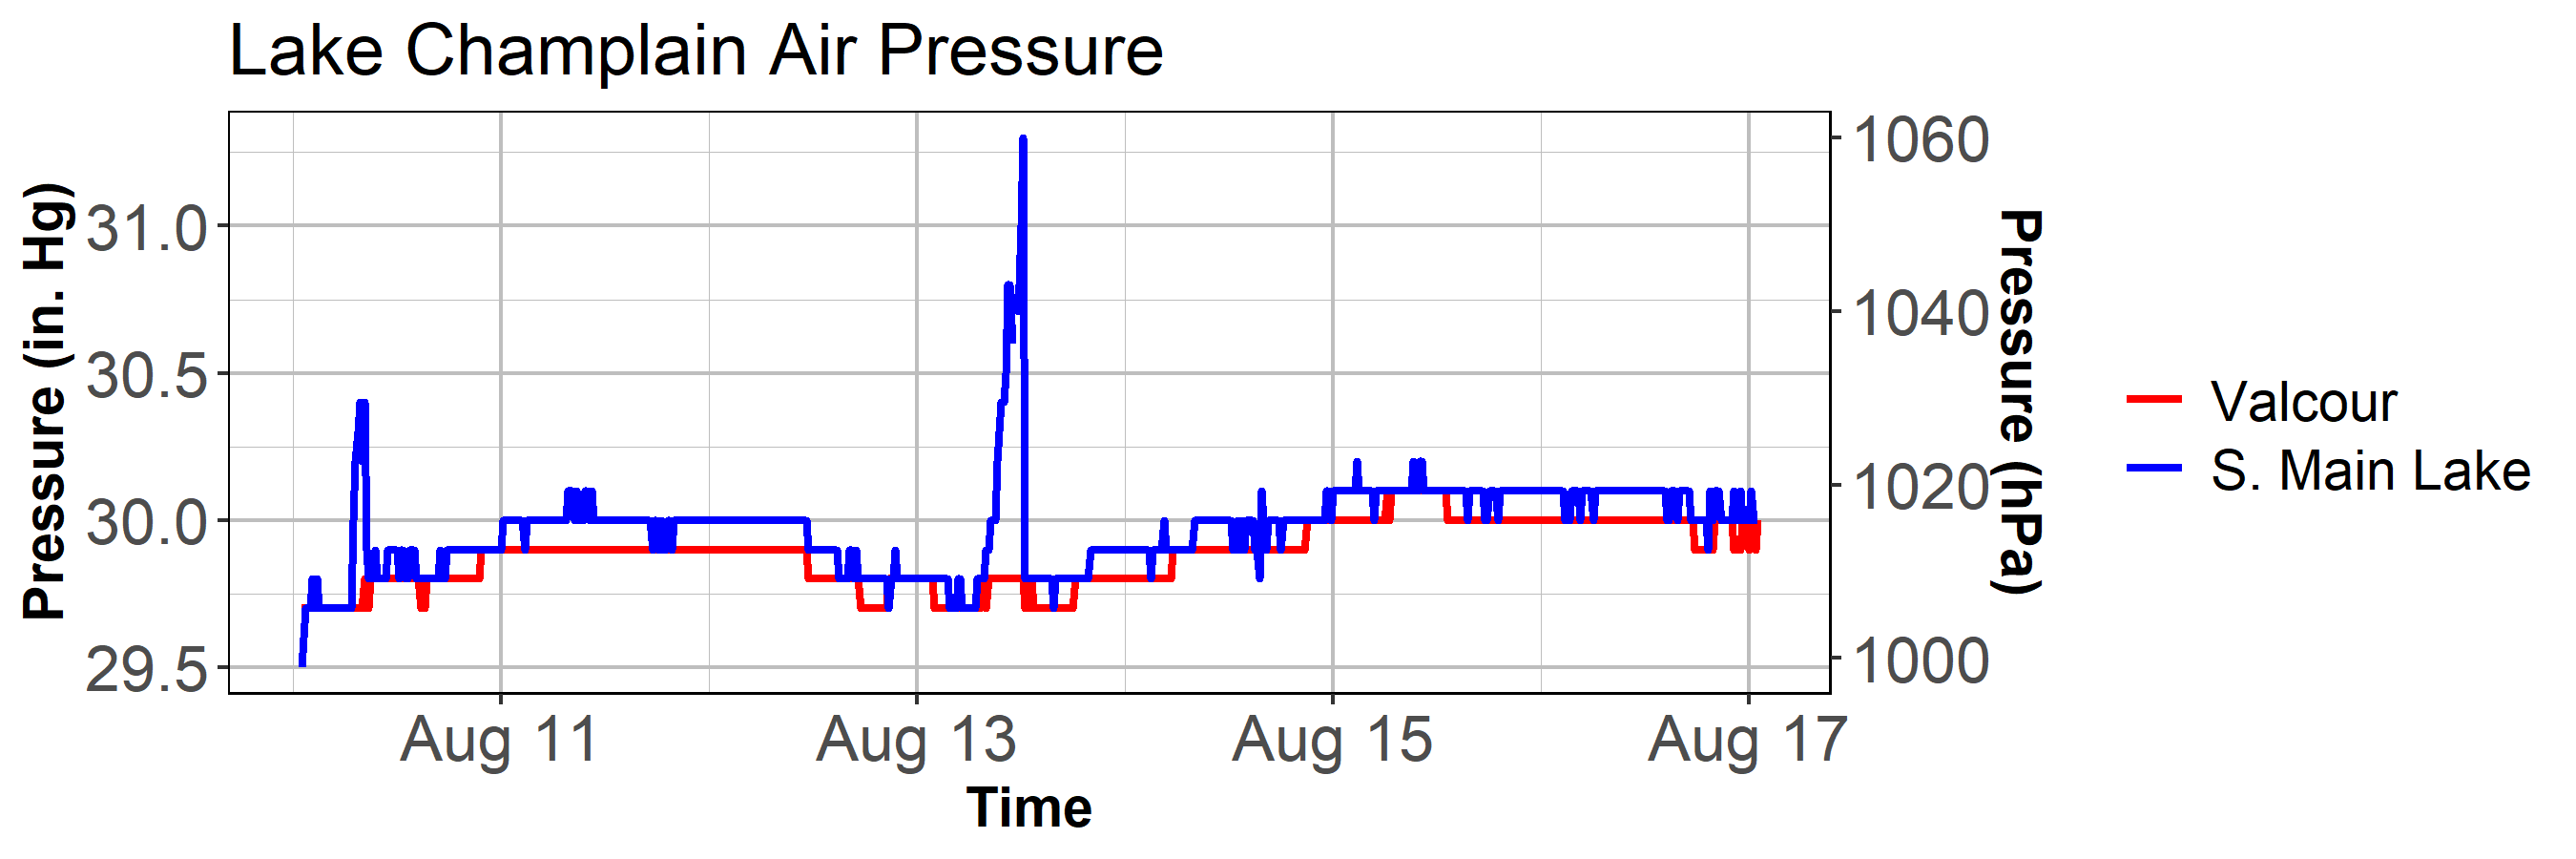 Lake Champlain Air Pressure
Pressure (in. Hg)
31.0
30.5
30.0
29.5
1060
1040
1020
1000
Pressure (hPa)
Aug 11
Aug 13
Aug 15
Aug 17
Time
Valcour
S. Main Lake